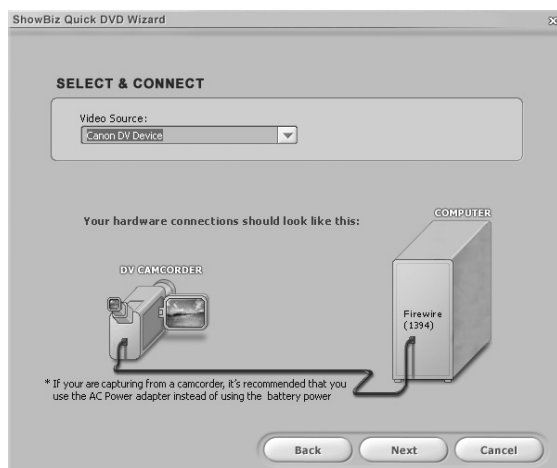 ShowBiz Quick DVD Wizard
SELECT & CONNECT
Video Source:
Canon DV Device
Your hardware connections should look like this:
COMPUTER
DV CAMCORDER
Firewire
(1394)
* If your are capturing from a camcorder, it's recommended that you
use the AC Power adapter instead of using the battery power
Back
Next
Cancel